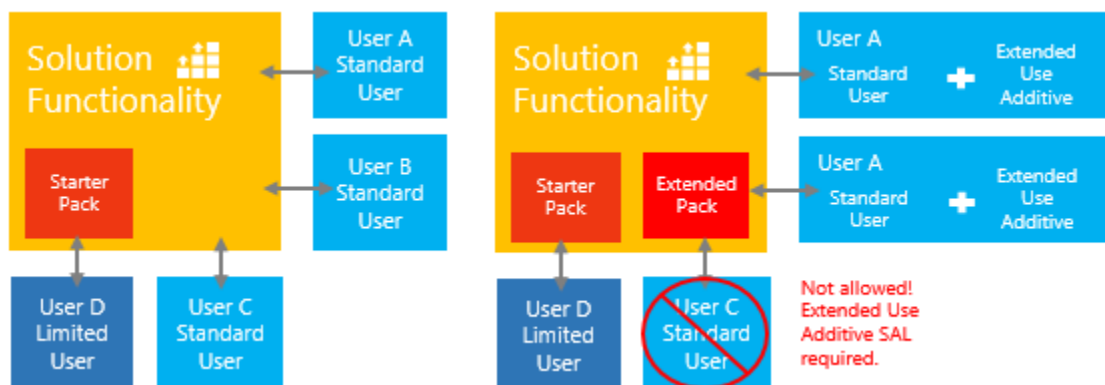 Solution
Functionality
Starter
Pack
User A
Standard
User
User B
Standard
User
User D
Limited
User
User C
Standard
User
Solution
Functionality
Starter
Pack
Extended
Pack
User A
Standard
User
Extended
Use
Additive
User A
Standard
User
Extended
Use
Additive
User D
Limited
User
User C
Standard
User
Not allowed!
Extended Use
Additive SAL
required.